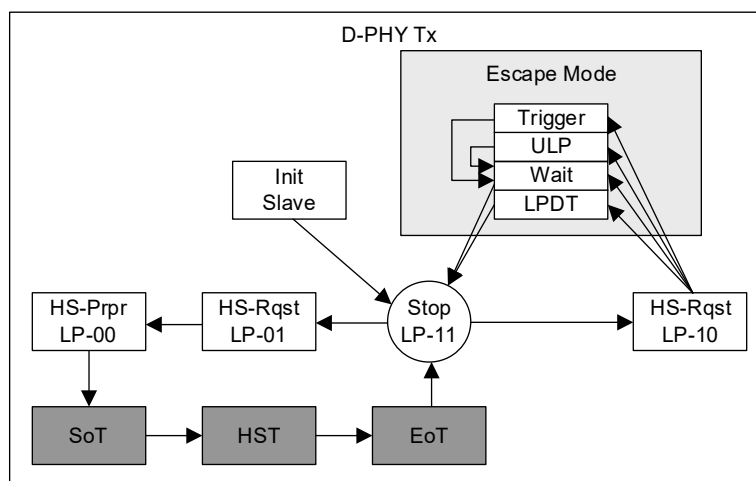 D-PHY Tx
Escape Mode
Trigger
ULP
Wait
LPDT
Init
Slave
HS-Prpr
LP-00
HS-Rqst
LP-01
Stop
LP-11
HS-Rqst
LP-10
SoT
HST
EoT